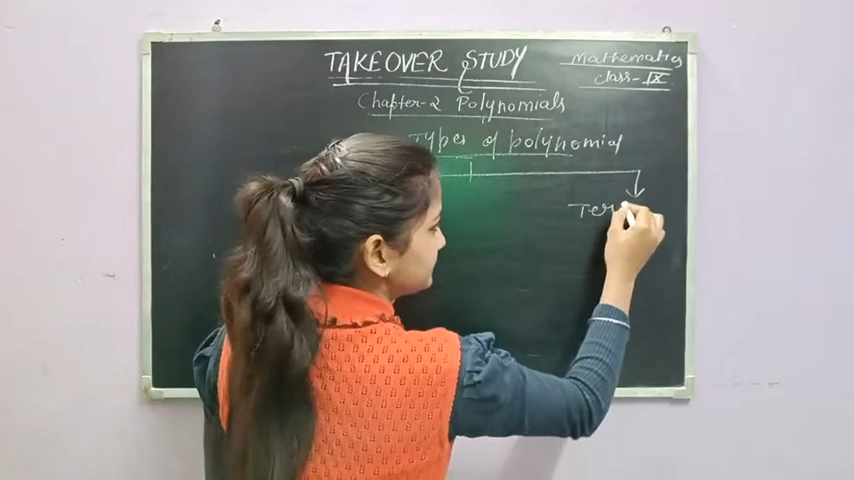 TAKEOVER STUDY
Mathematics
Class-IX
Chapter-2 Polynomials
Types of polynomial
Ter